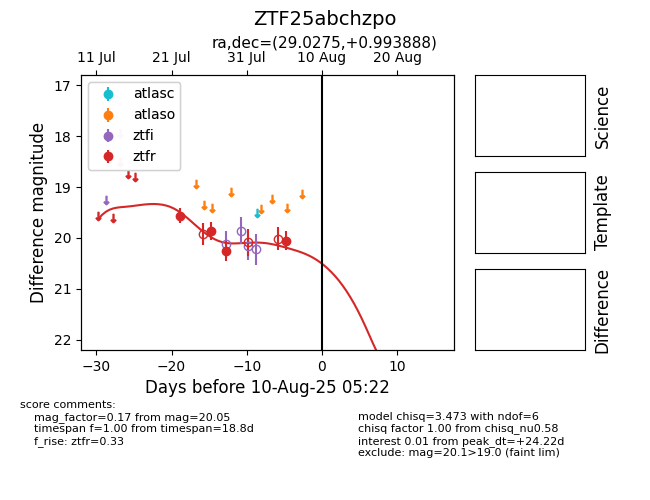 ZTF25abchzpo
ra,dec=(29.0275,+0.993888)
11 Jul 21 Jul 31 Jul 10 Aug 20 Aug
17
18
19
20
21
22
Difference magnitude
atlasc
atlaso
ztfi
ztfr
−30 −20 −10 0 10
Days before 10-Aug-25 05:22
Science
Template
Difference
score comments:
mag_factor=0.17 from mag=20.05
timespan f=1.00 from timespan=18.8d
f_rise: ztfr=0.33
model chisq=3.473 with ndof=6
chisq factor 1.00 from chisq_nu0.58
interest 0.01 from peak_dt=+24.22d
exclude: mag=20.1>19.0 (faint lim)